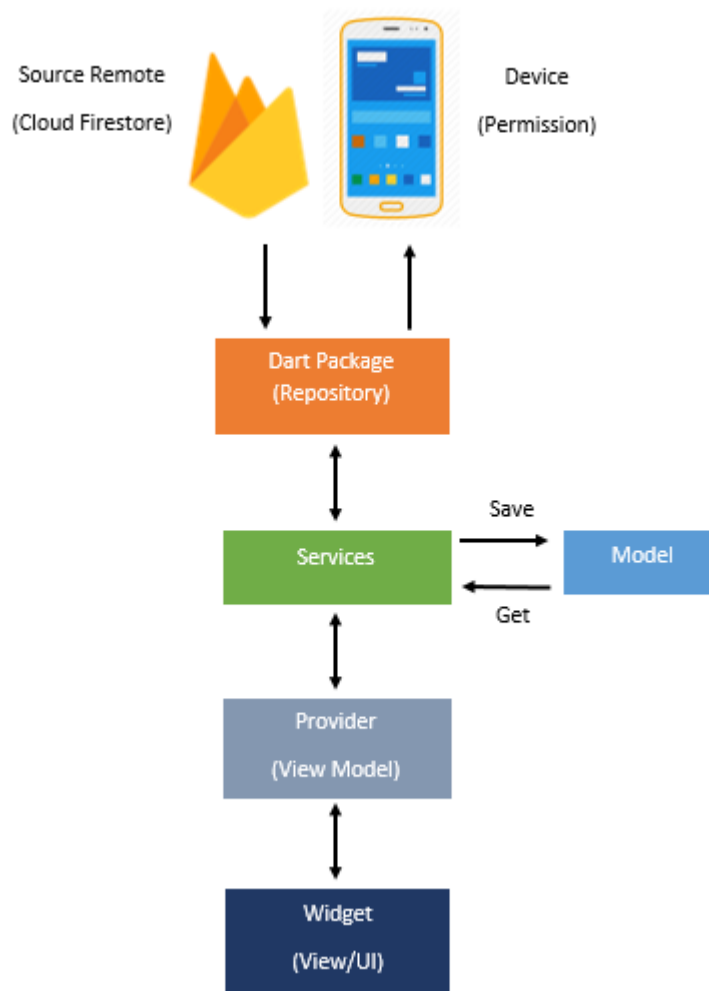 Source Remote
(Cloud Firestore)
Device
(Permission)
Dart Package
(Repository)
Save
Services
Model
Get
Provider
(View Model)
Widget
(View/UI)